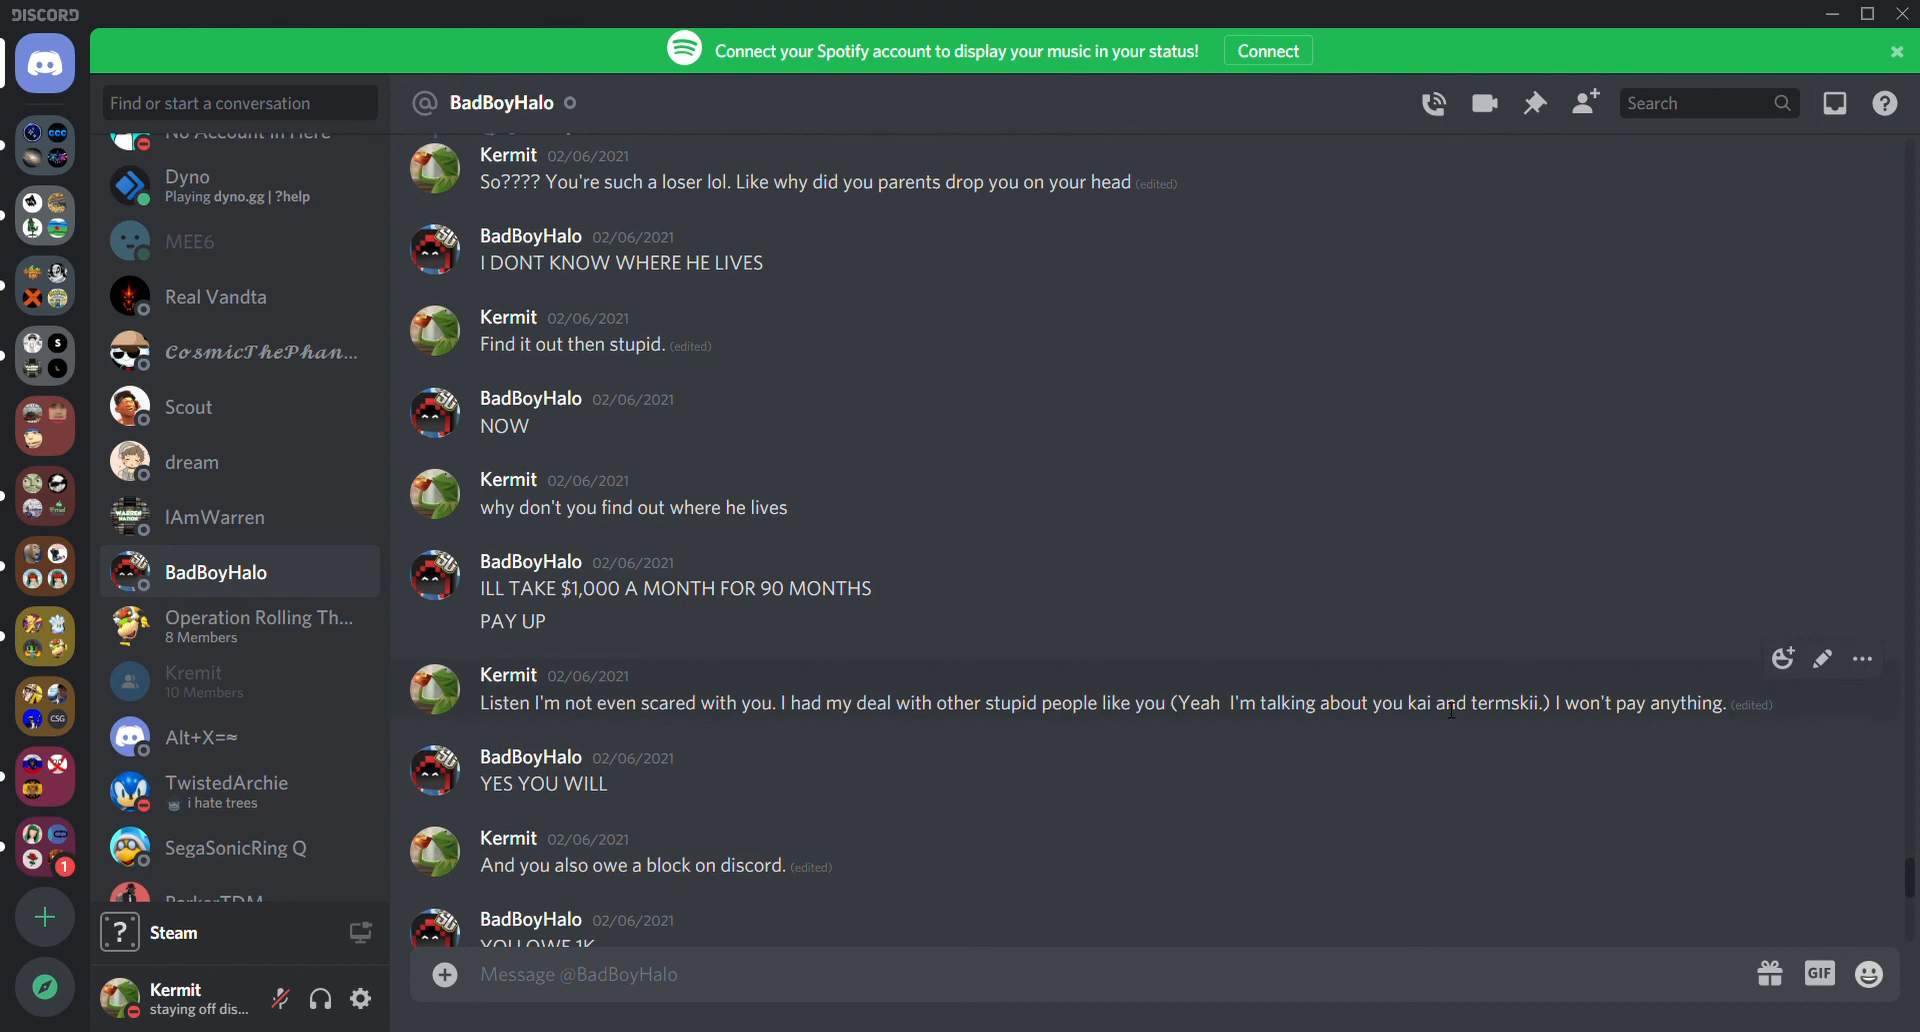 DISCORD
Connect your Spotify account to display your music in your status!
Connect
Find or start a conversation
BadBoyHalo
Search
No Account in Here
Dyno
Playing dyno.gg | ?help
MEE6
Real Vandta
CosmicThePhan...
Scout
dream
IAmWarren
BadBoyHalo
Operation Rolling Th...
8 Members
Kremit
10 Members
Alt+X=≈
TwistedArchie
i hate trees
SegaSonicRing Q
ParkerTDM
Steam
Kermit
staying off dis...
Kermit 02/06/2021
So???? You're such a loser lol. Like why did you parents drop you on your head (edited)
BadBoyHalo 02/06/2021
I DONT KNOW WHERE HE LIVES
Kermit 02/06/2021
Find it out then stupid. (edited)
BadBoyHalo 02/06/2021
NOW
Kermit 02/06/2021
why don't you find out where he lives
BadBoyHalo 02/06/2021
ILL TAKE $1,000 A MONTH FOR 90 MONTHS
PAY UP
Kermit 02/06/2021
Listen I'm not even scared with you. I had my deal with other stupid people like you (Yeah I'm talking about you kai and termskii.) I won't pay anything. (edited)
BadBoyHalo 02/06/2021
YES YOU WILL
Kermit 02/06/2021
And you also owe a block on discord. (edited)
BadBoyHalo 02/06/2021
YOU OWE 1K
Message @BadBoyHalo
GIF
CSG
1